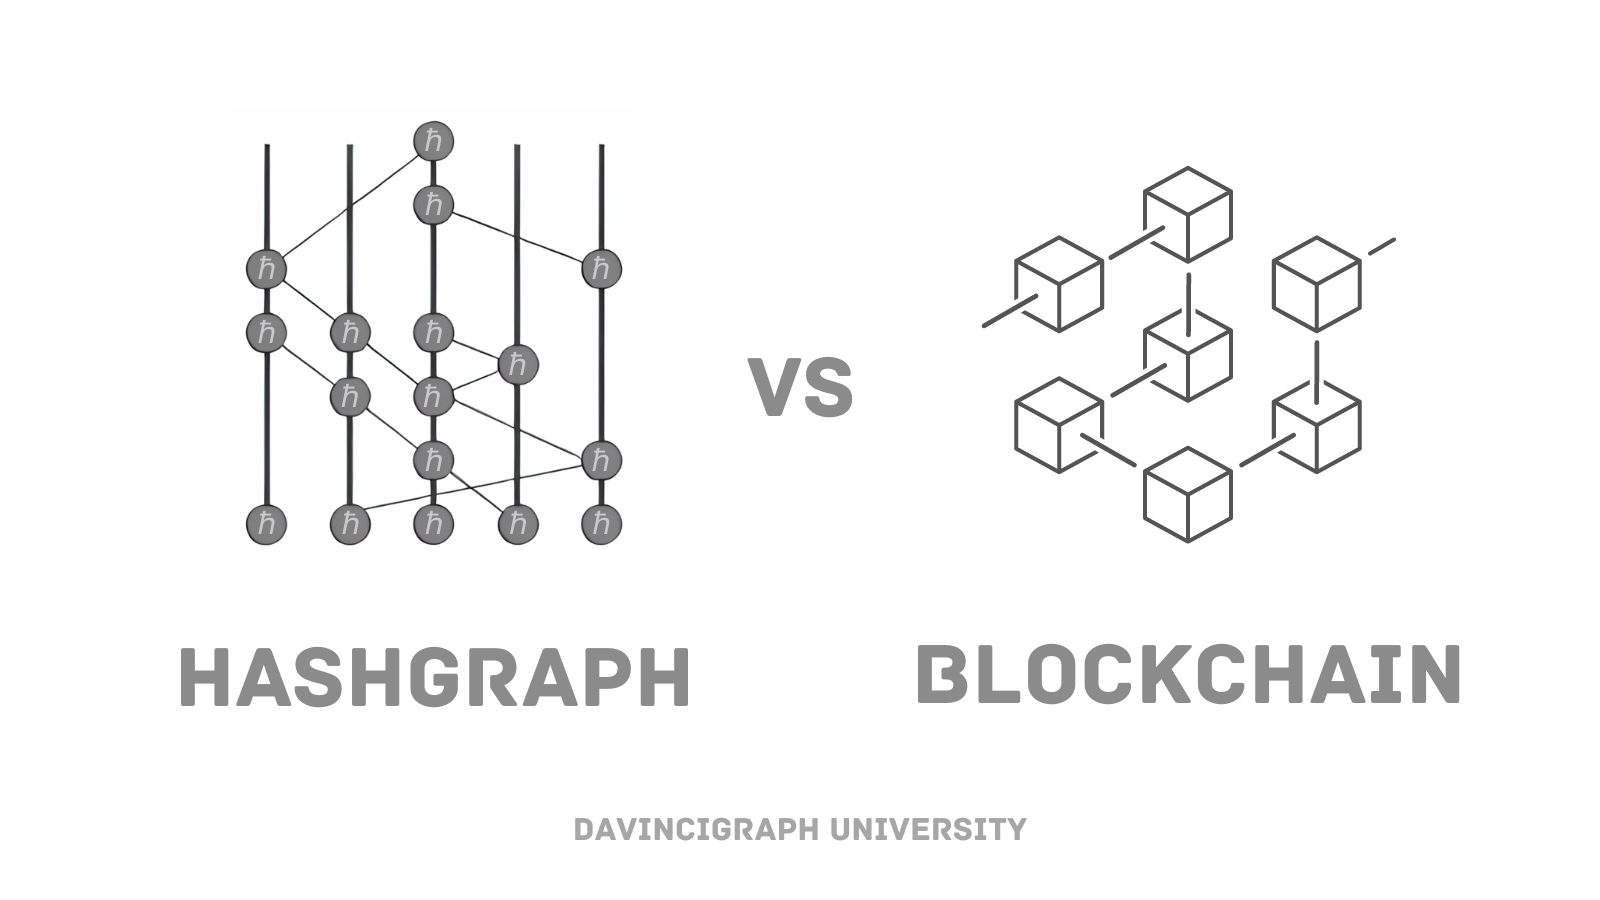 ħ
ħ
ħ ħ
ħ ħ ħ
ħ
ħ ħ
ħ ħ
ħ ħ ħ ħ ħ
VS
HASHGRAPH
BLOCKCHAIN
DAVINCIGRAPH UNIVERSITY